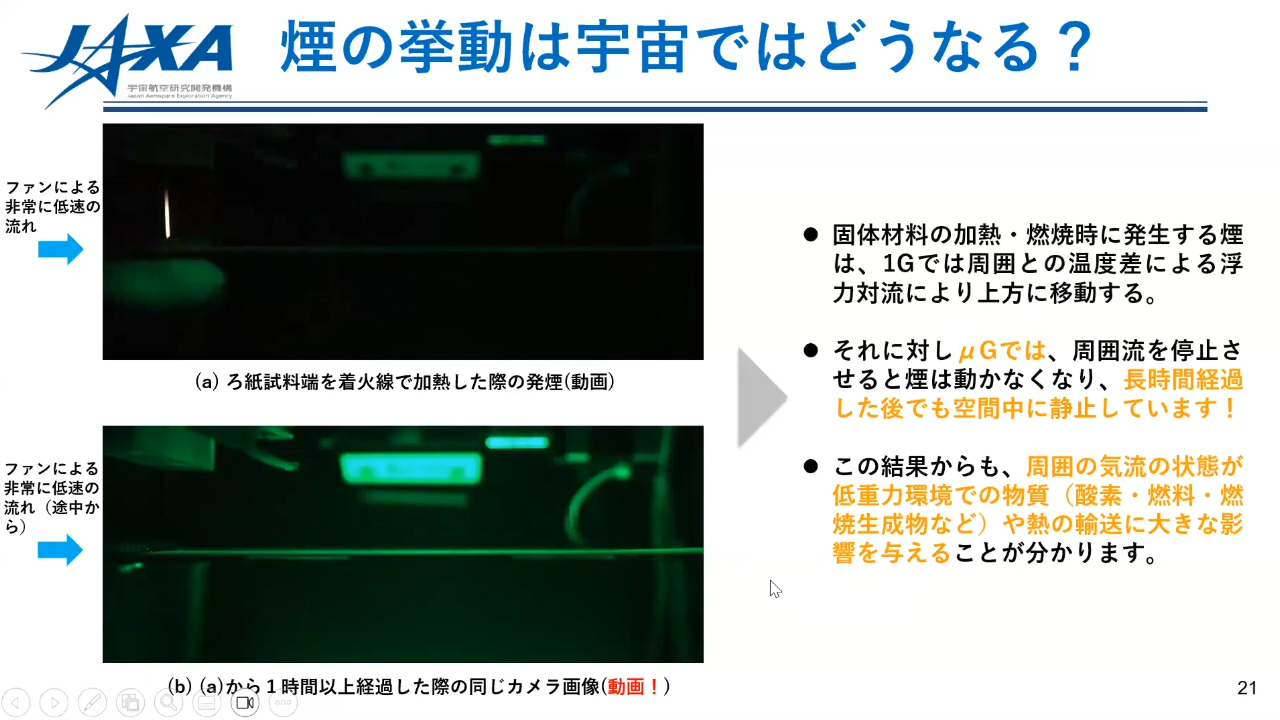 JAXA
宇宙航空研究開発機構
Japan Aerospace Exploration Agency
煙の挙動は宇宙ではどうなる？
ファンによる
非常に低速の
流れ
(a) ろ紙試料端を着火線で加熱した際の発煙(動画)
ファンによる
非常に低速の
流れ（途中か
ら）
(b) (a)から１時間以上経過した際の同じカメラ画像(動画！)
● 固体材料の加熱・燃焼時に発生する煙
は、1Gでは周囲との温度差による浮
力対流により上方に移動する。
● それに対しμGでは、周囲流を停止さ
せると煙は動かなくなり、長時間経過
した後でも空間中に静止しています！
● この結果からも、周囲の気流の状態が
低重力環境での物質（酸素・燃料・燃
焼生成物など）や熱の輸送に大きな影
響を与えることが分かります。
21